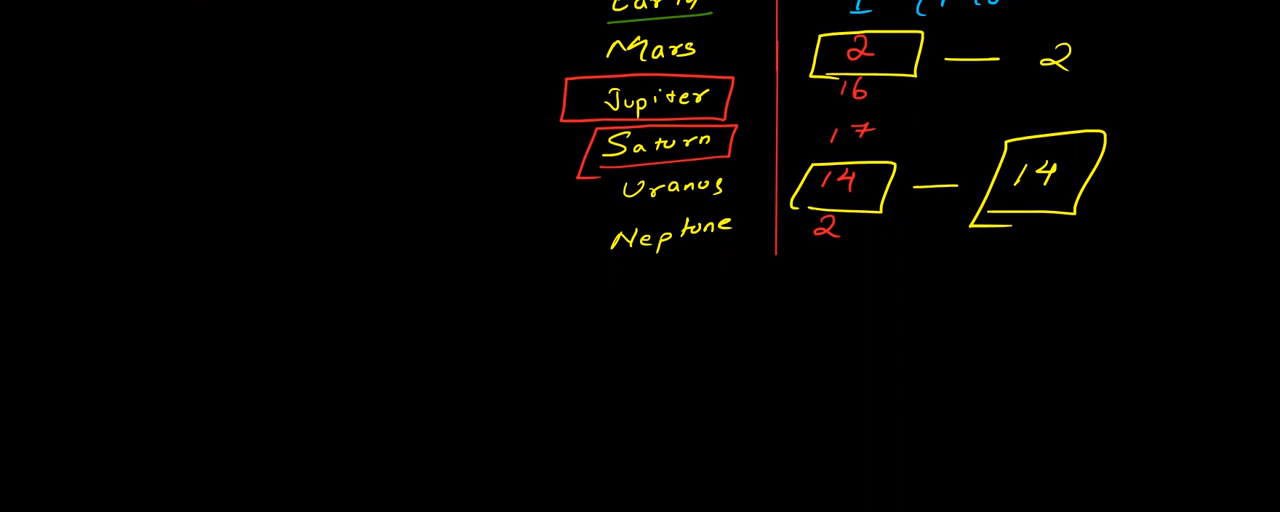 Mars 2 — 2
Jupiter 16
Saturn 17
Uranus 14 — 14
Neptune 2